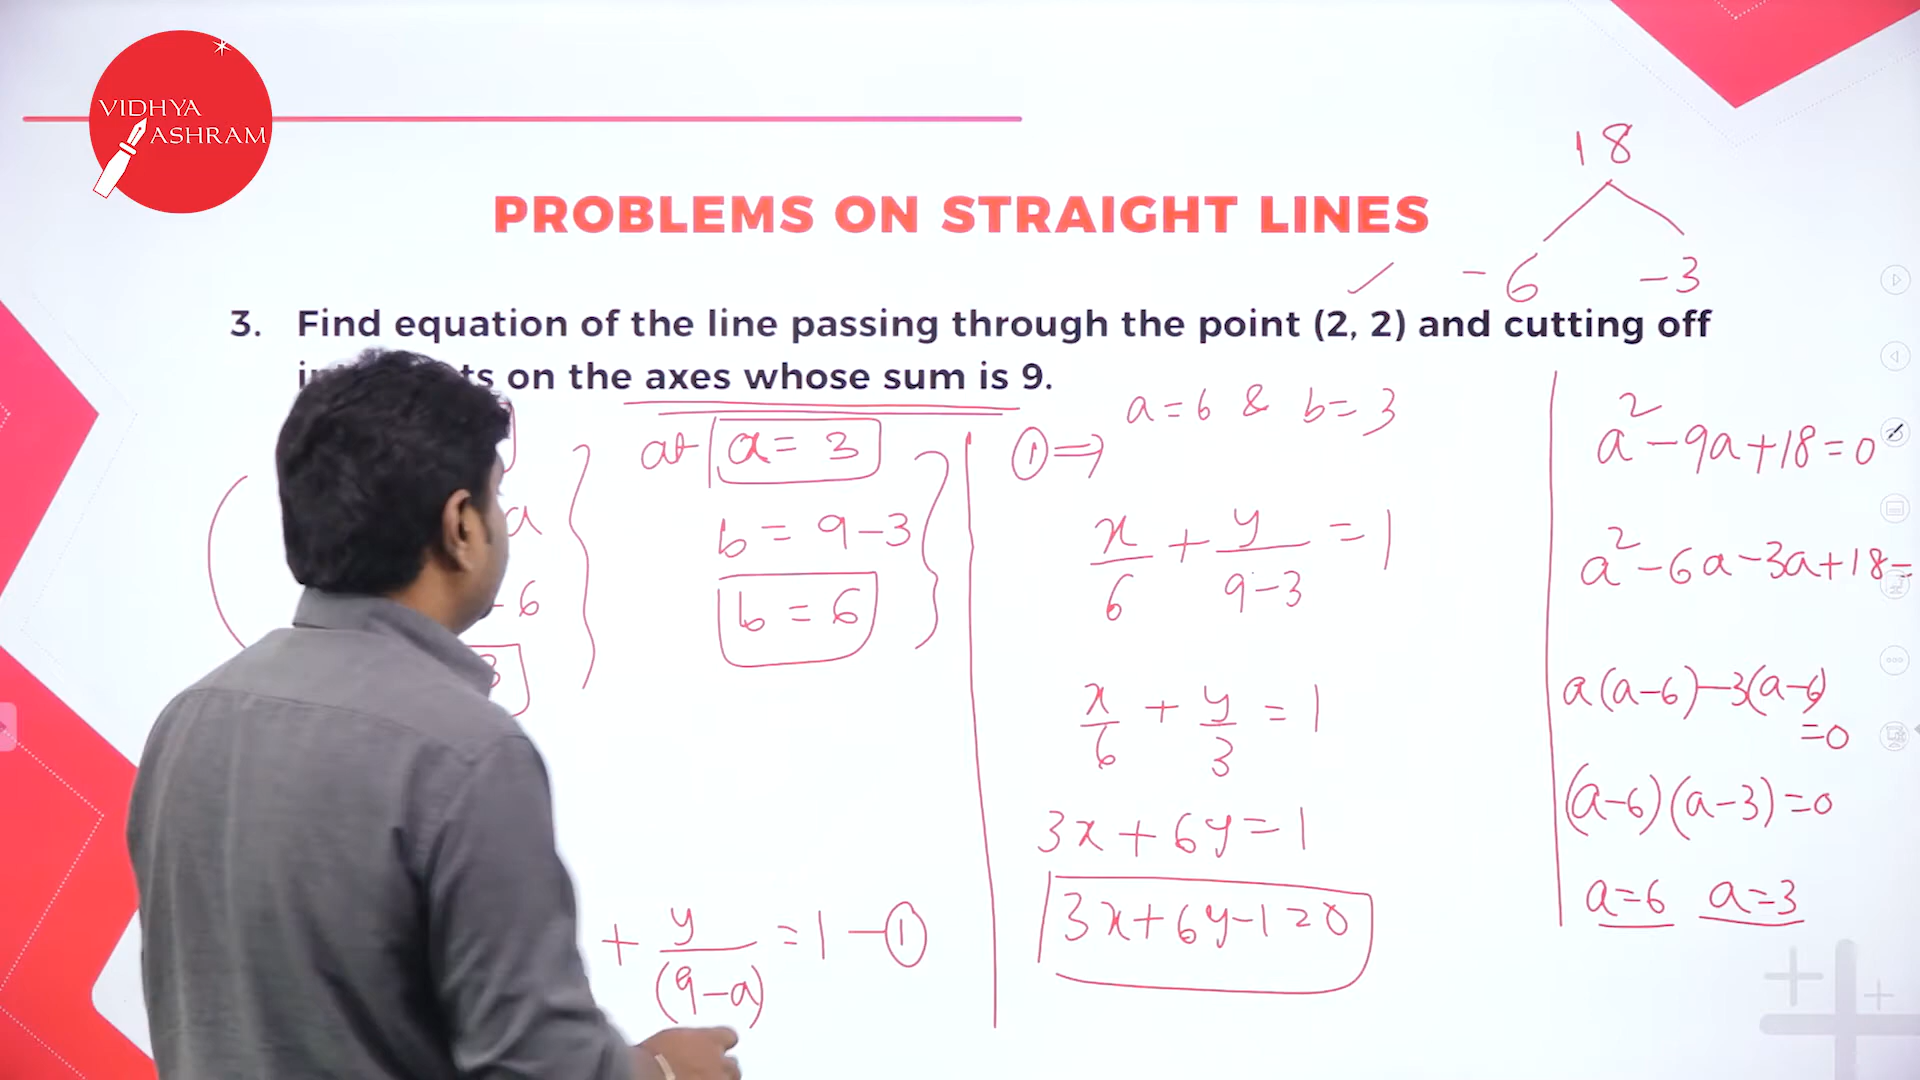 VIDHYA
ASHRAM
PROBLEMS ON STRAIGHT LINES
18
-6 -3
3. Find equation of the line passing through the point (2, 2) and cutting off
on the axes whose sum is 9.
a
-6
at a = 3
b = 9-3
b = 6
+ y/(9-a) = 1 — ①
① ⇒ a = 6 & b = 3
x/6 + y/(9-3) = 1
x/6 + y/3 = 1
3x + 6y = 1
3x + 6y - 1 = 0
a² - 9a + 18 = 0
a² - 6a - 3a + 18 =
a(a-6) - 3(a-6)
= 0
(a-6)(a-3) = 0
a=6 a=3